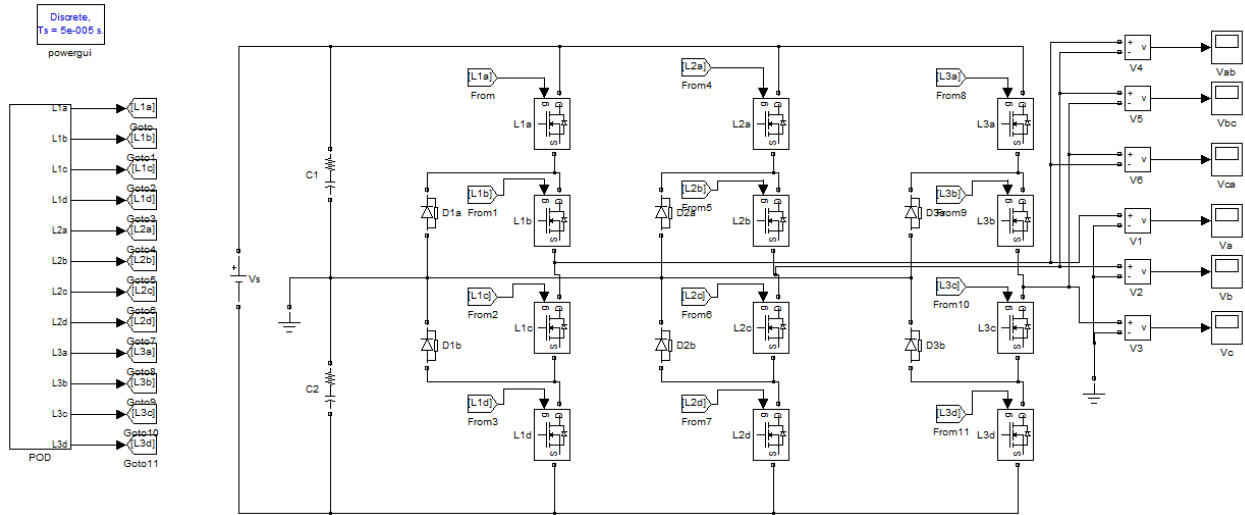 Discrete,
Ts = 5e-005 s.
powergui
L1a
[L1a]
Goto
L1b
[L1b]
Goto1
L1c
[L1c]
Goto2
L1d
[L1d]
Goto3
L2a
[L2a]
Goto4
L2b
[L2b]
Goto5
L2c
[L2c]
Goto6
L2d
[L2d]
Goto7
L3a
[L3a]
Goto8
L3b
[L3b]
Goto9
L3c
[L3c]
Goto10
L3d
[L3d]
Goto11
POD
+
Vs
C1
C2
[L1a]
From
g
D
S
L1a
[L1b]
From1
g
D
S
L1b
D1a
[L1c]
From2
g
D
S
L1c
D1b
[L1d]
From3
g
D
S
L1d
[L2a]
From4
g
D
S
L2a
[L2b]
From5
g
D
S
L2b
D2a
[L2c]
From6
g
D
S
L2c
D2b
[L2d]
From7
g
D
S
L2d
[L3a]
From8
g
D
S
L3a
[L3b]
From9
g
D
S
L3b
D3a
[L3c]
From10
g
D
S
L3c
D3b
[L3d]
From11
g
D
S
L3d
+
-
v
V4
Vab
+
-
v
V5
Vbc
+
-
v
V6
Vca
+
-
v
V1
Va
+
-
v
V2
Vb
+
-
v
V3
Vc